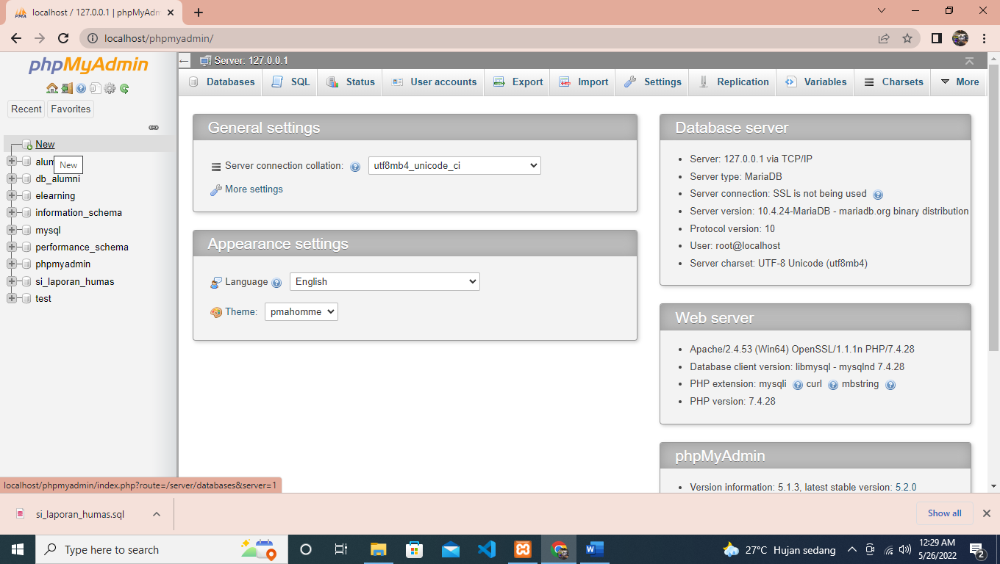 localhost / 127.0.0.1 | phpMyAdm
localhost/phpmyadmin/
phpMyAdmin
Recent Favorites
New
alum
New
db_alumni
elearning
information_schema
mysql
performance_schema
phpmyadmin
si_laporan_humas
test
Server: 127.0.0.1
Databases SQL Status User accounts Export Import Settings Replication Variables Charsets More
General settings
Server connection collation: utf8mb4_unicode_ci
More settings
Appearance settings
Language English
Theme: pmahomme
Database server
Server: 127.0.0.1 via TCP/IP
Server type: MariaDB
Server connection: SSL is not being used
Server version: 10.4.24-MariaDB - mariadb.org binary distribution
Protocol version: 10
User: root@localhost
Server charset: UTF-8 Unicode (utf8mb4)
Web server
Apache/2.4.53 (Win64) OpenSSL/1.1.1n PHP/7.4.28
Database client version: libmysql - mysqlnd 7.4.28
PHP extension: mysqli curl mbstring
PHP version: 7.4.28
phpMyAdmin
Version information: 5.1.3, latest stable version: 5.2.0
localhost/phpmyadmin/index.php?route=/server/databases&server=1
si_laporan_humas.sql
Show all
Type here to search
27°C Hujan sedang
12:29 AM
5/26/2022
2